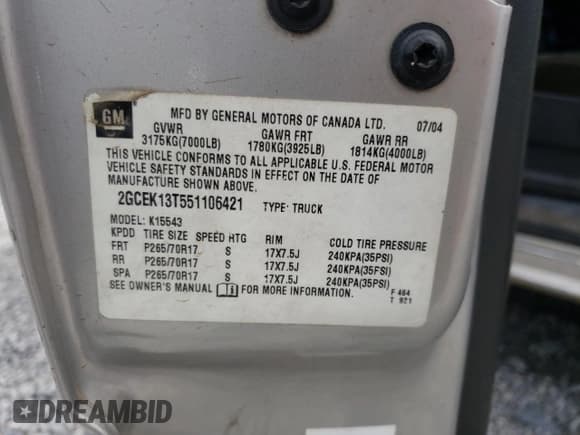 GM
MFD BY GENERAL MOTORS OF CANADA LTD. 07/04
GVWR GAWR FRT GAWR RR
3175KG(7000LB) 1780KG(3925LB) 1814KG(4000LB)
THIS VEHICLE CONFORMS TO ALL APPLICABLE U.S. FEDERAL MOTOR
VEHICLE SAFETY STANDARDS IN EFFECT ON THE DATE OF
MANUFACTURE SHOWN ABOVE.
2GCEK13T551106421 TYPE: TRUCK
MODEL: K15543
KPDD TIRE SIZE SPEED RTG RIM COLD TIRE PRESSURE
FRT P265/70R17 S 17X7.5J 240KPA(35PSI)
RR P265/70R17 S 17X7.5J 240KPA(35PSI)
SPA P265/70R17 S 17X7.5J 240KPA(35PSI)
SEE OWNER'S MANUAL FOR MORE INFORMATION. F 464
T 921
DREAMBID